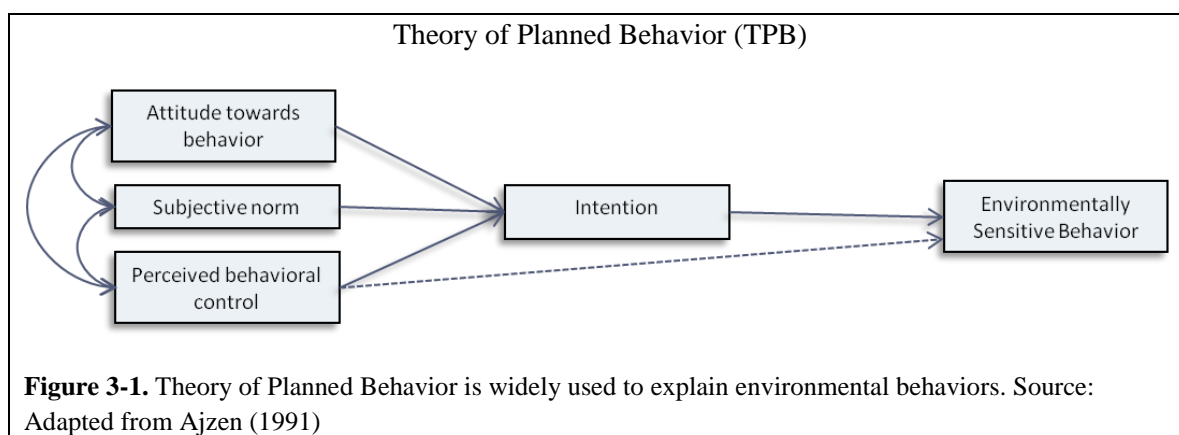 Theory of Planned Behavior (TPB)
Attitude towards
behavior
Subjective norm
Perceived behavioral
control
Intention
Environmentally
Sensitive Behavior
Figure 3-1. Theory of Planned Behavior is widely used to explain environmental behaviors. Source:
Adapted from Ajzen (1991)